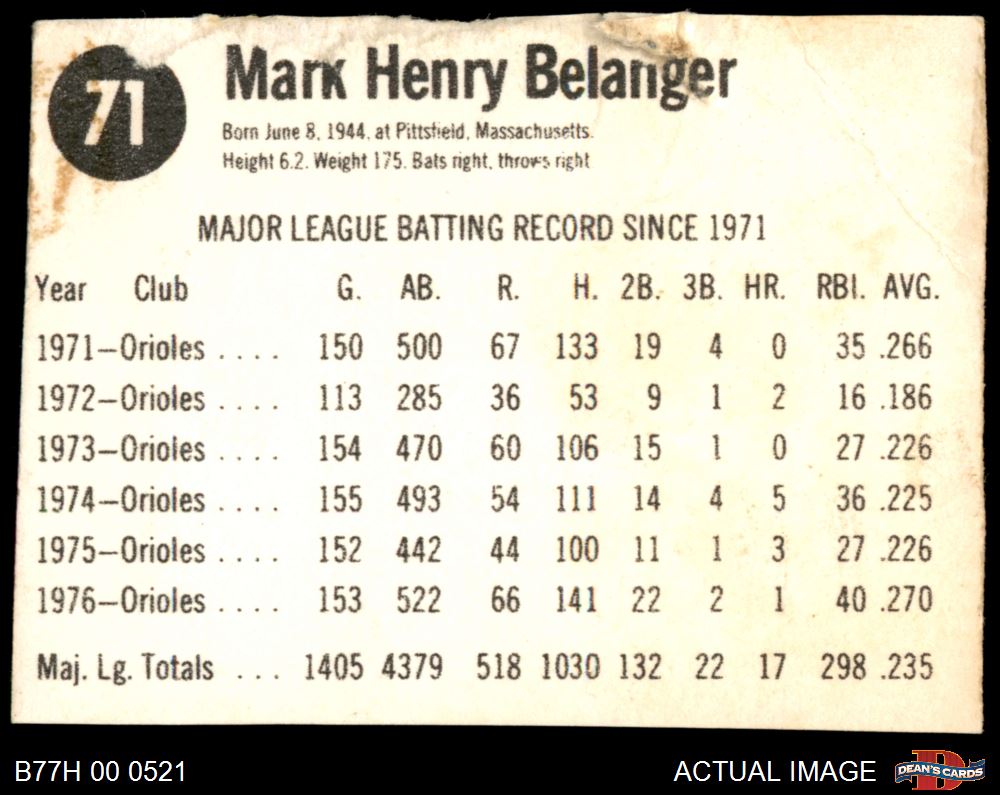 71
Mark Henry Belanger
Born June 8, 1944, at Pittsfield, Massachusetts.
Height 6.2. Weight 175. Bats right, throws right
MAJOR LEAGUE BATTING RECORD SINCE 1971
Year Club G. AB. R. H. 2B. 3B. HR. RBI. AVG.
1971—Orioles .... 150 500 67 133 19 4 0 35 .266
1972—Orioles .... 113 285 36 53 9 1 2 16 .186
1973—Orioles .... 154 470 60 106 15 1 0 27 .226
1974—Orioles .... 155 493 54 111 14 4 5 36 .225
1975—Orioles .... 152 442 44 100 11 1 3 27 .226
1976—Orioles .... 153 522 66 141 22 2 1 40 .270
Maj. Lg. Totals ... 1405 4379 518 1030 132 22 17 298 .235
B77H 00 0521
ACTUAL IMAGE
D
DEAN'S CARDS